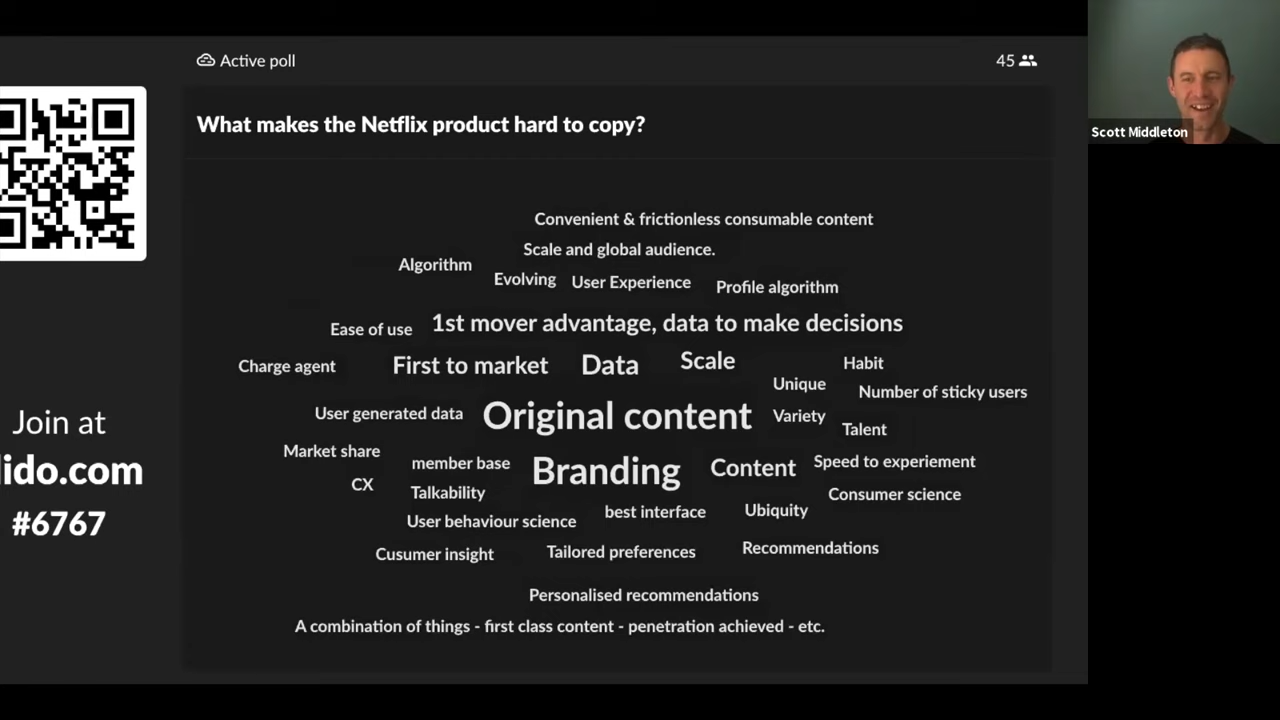 Active poll
45
What makes the Netflix product hard to copy?
Scott Middleton
Convenient & frictionless consumable content
Scale and global audience.
Algorithm
Evolving
User Experience
Profile algorithm
Ease of use
1st mover advantage, data to make decisions
Charge agent
First to market
Data
Scale
Habit
Unique
Number of sticky users
User generated data
Original content
Variety
Talent
Market share
member base
Branding
Content
Speed to experiement
CX
Talkability
Consumer science
User behaviour science
best interface
Ubiquity
Cusumer insight
Tailored preferences
Recommendations
Personalised recommendations
A combination of things - first class content - penetration achieved - etc.
Join at
lido.com
#6767